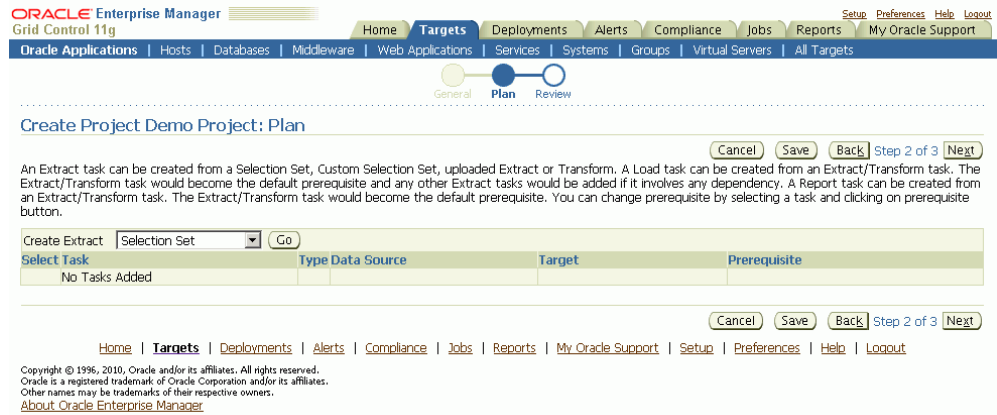 ORACLE Enterprise Manager
Grid Control 11g
Setup Preferences Help Logout
Home Targets Deployments Alerts Compliance Jobs Reports My Oracle Support
Oracle Applications | Hosts | Databases | Middleware | Web Applications | Services | Systems | Groups | Virtual Servers | All Targets
General Plan Review
Create Project Demo Project: Plan
Cancel Save Back Step 2 of 3 Next
An Extract task can be created from a Selection Set, Custom Selection Set, uploaded Extract or Transform. A Load task can be created from an Extract/Transform task. The
Extract/Transform task would become the default prerequisite and any other Extract tasks would be added if it involves any dependency. A Report task can be created from
an Extract/Transform task. The Extract/Transform task would become the default prerequisite. You can change prerequisite by selecting a task and clicking on prerequisite
button.
Create Extract Selection Set Go
Select Task Type Data Source Target Prerequisite
No Tasks Added
Cancel Save Back Step 2 of 3 Next
Home | Targets | Deployments | Alerts | Compliance | Jobs | Reports | My Oracle Support | Setup | Preferences | Help | Logout
Copyright © 1996, 2010, Oracle and/or its affiliates. All rights reserved.
Oracle is a registered trademark of Oracle Corporation and/or its affiliates.
Other names may be trademarks of their respective owners.
About Oracle Enterprise Manager